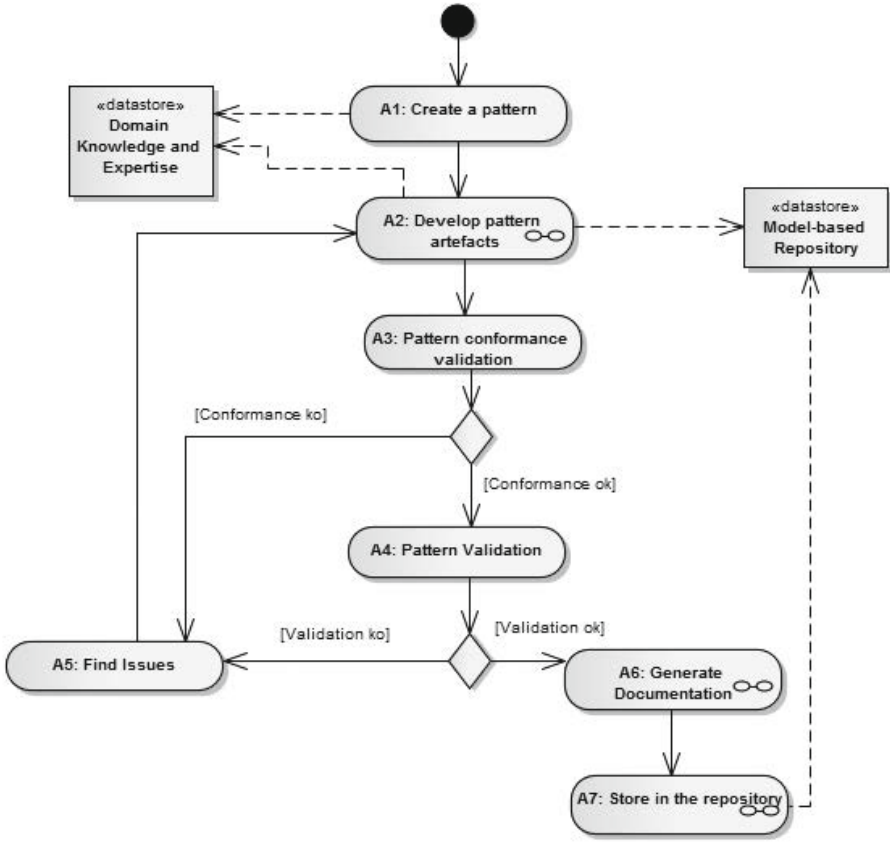 A1: Create a pattern
«datastore»
Domain
Knowledge and
Expertise
A2: Develop pattern
artefacts
«datastore»
Model-based
Repository
A3: Pattern conformance
validation
[Conformance ko]
[Conformance ok]
A4: Pattern Validation
[Validation ko]
[Validation ok]
A5: Find Issues
A6: Generate
Documentation
A7: Store in the repository